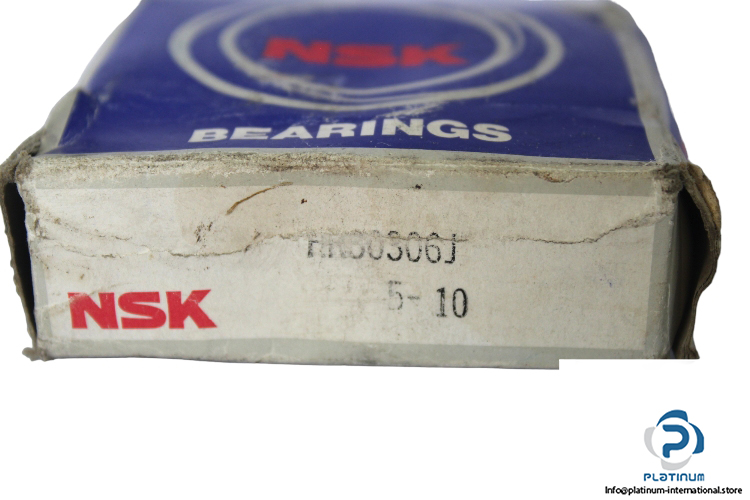 NSK
BEARINGS
HR30306J
5-10
NSK
PLATINUM
Info@platinum-international.store